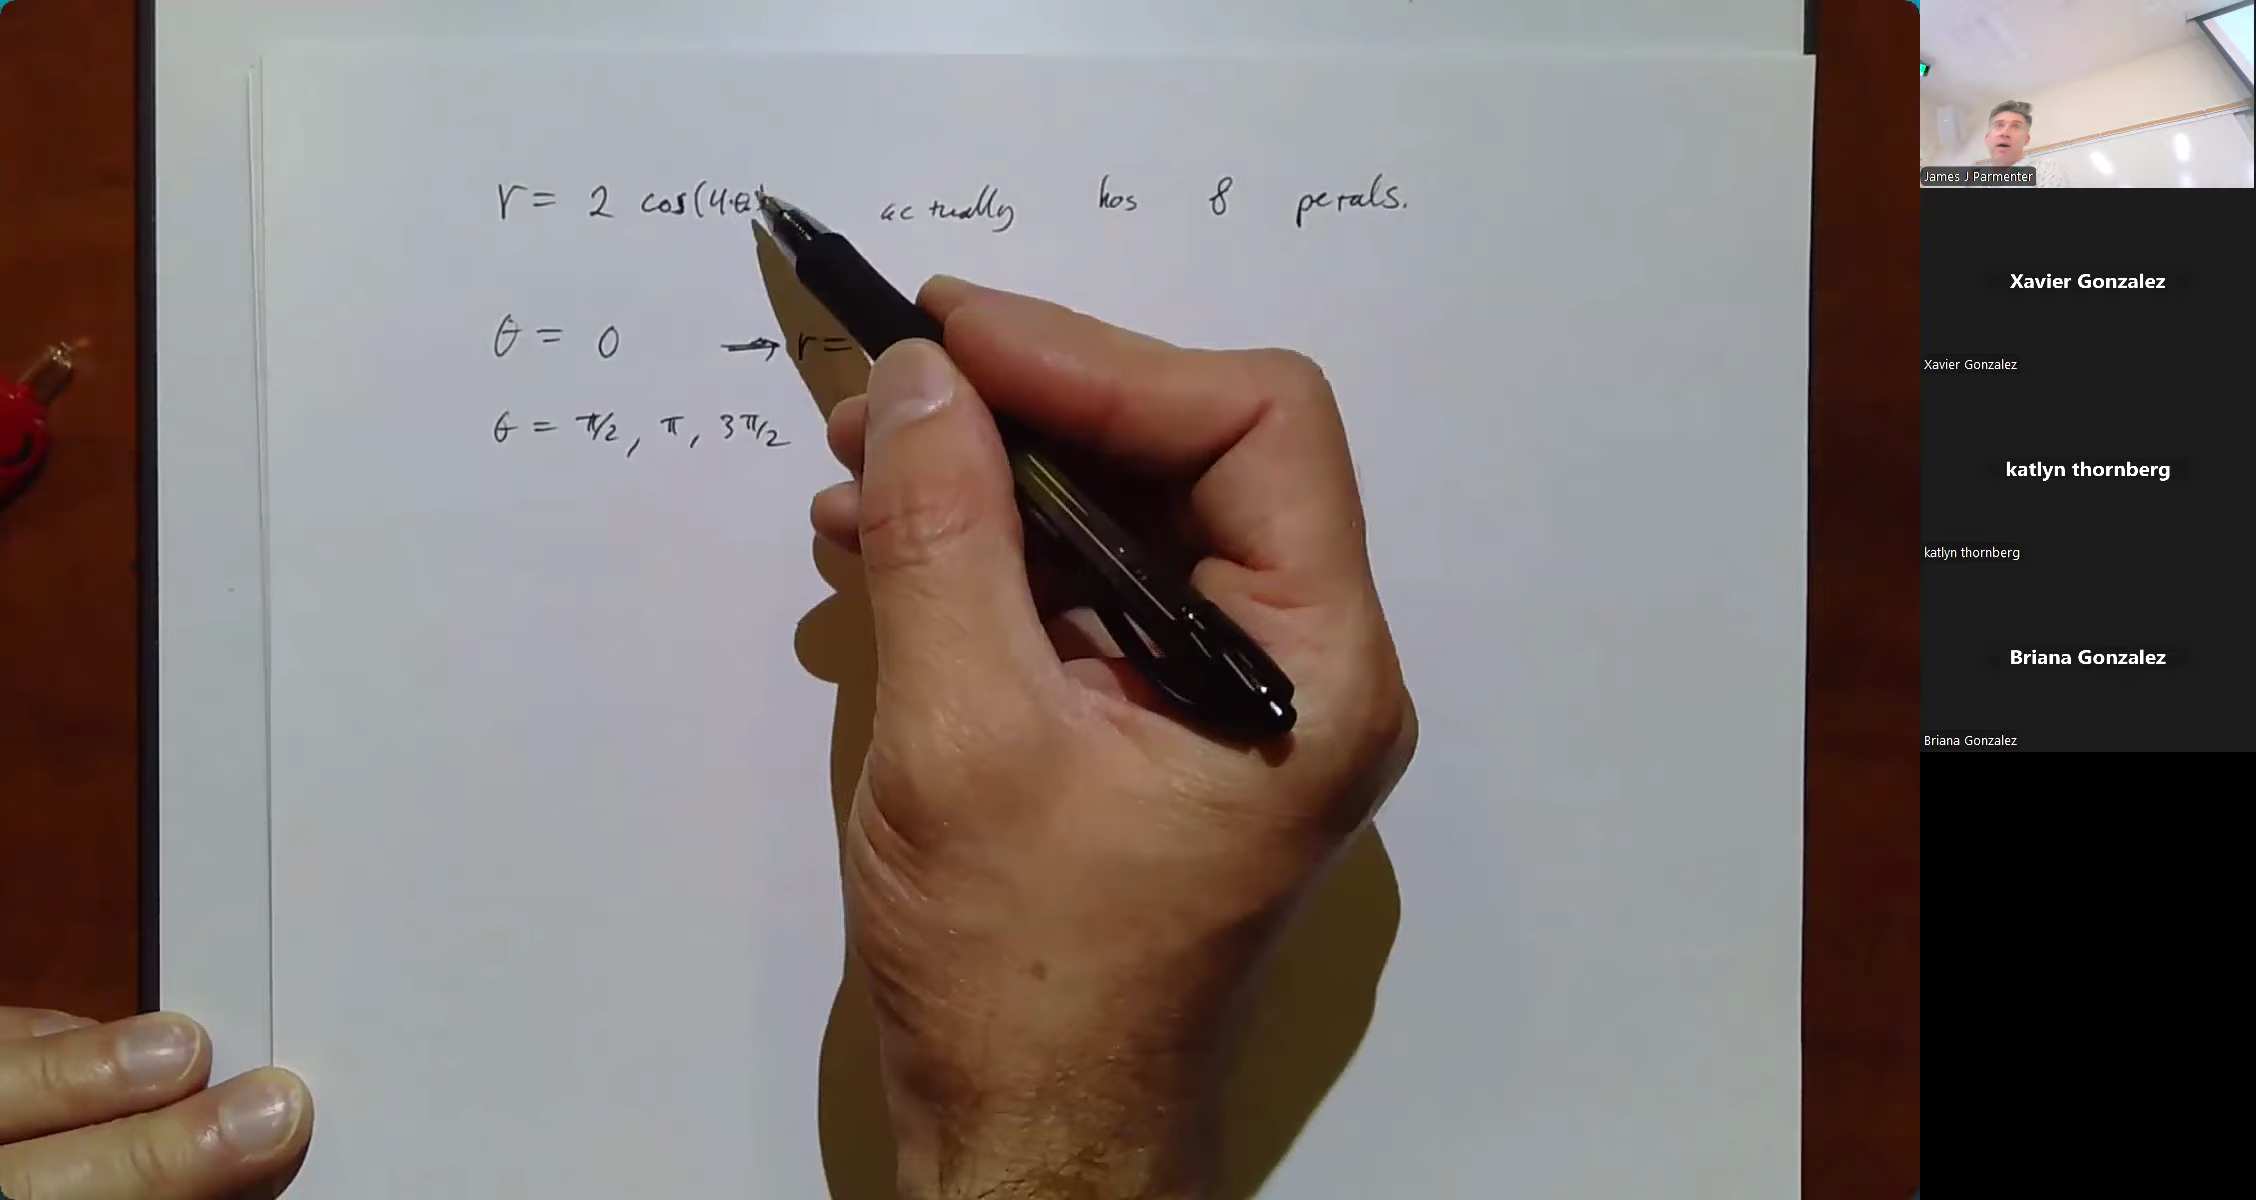 r = 2 cos(4·θ) actually has 8 petals.
θ = 0 → r =
θ = π/2, π, 3π/2
James J Parmenter
Xavier Gonzalez
Xavier Gonzalez
katlyn thornberg
katlyn thornberg
Briana Gonzalez
Briana Gonzalez